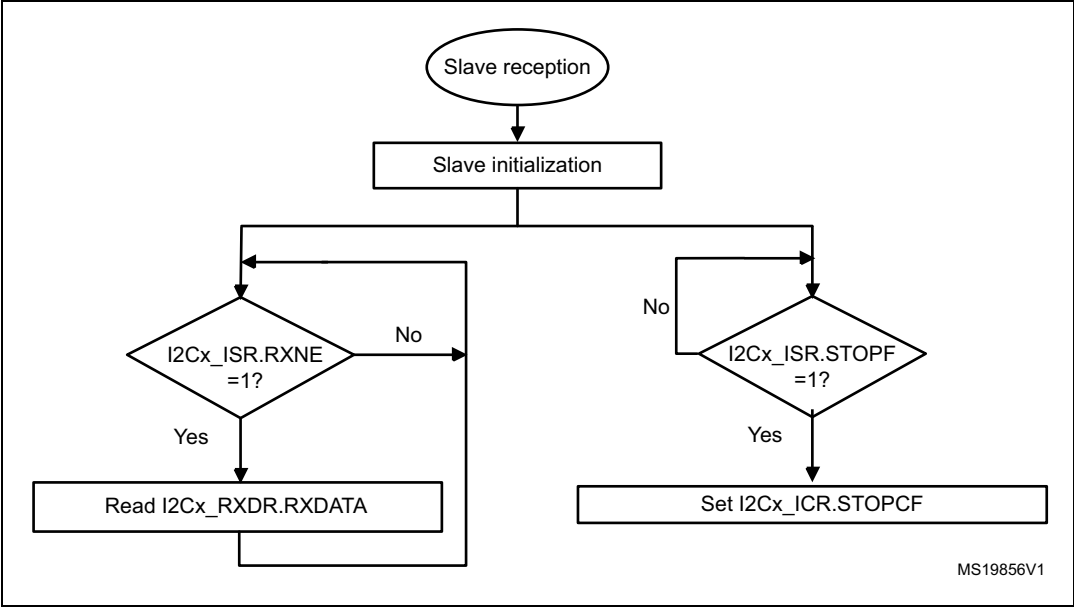 Slave reception
Slave initialization
No
No
I2Cx_ISR.RXNE
=1?
I2Cx_ISR.STOPF
=1?
Yes
Yes
Read I2Cx_RXDR.RXDATA
Set I2Cx_ICR.STOPCF
MS19856V1